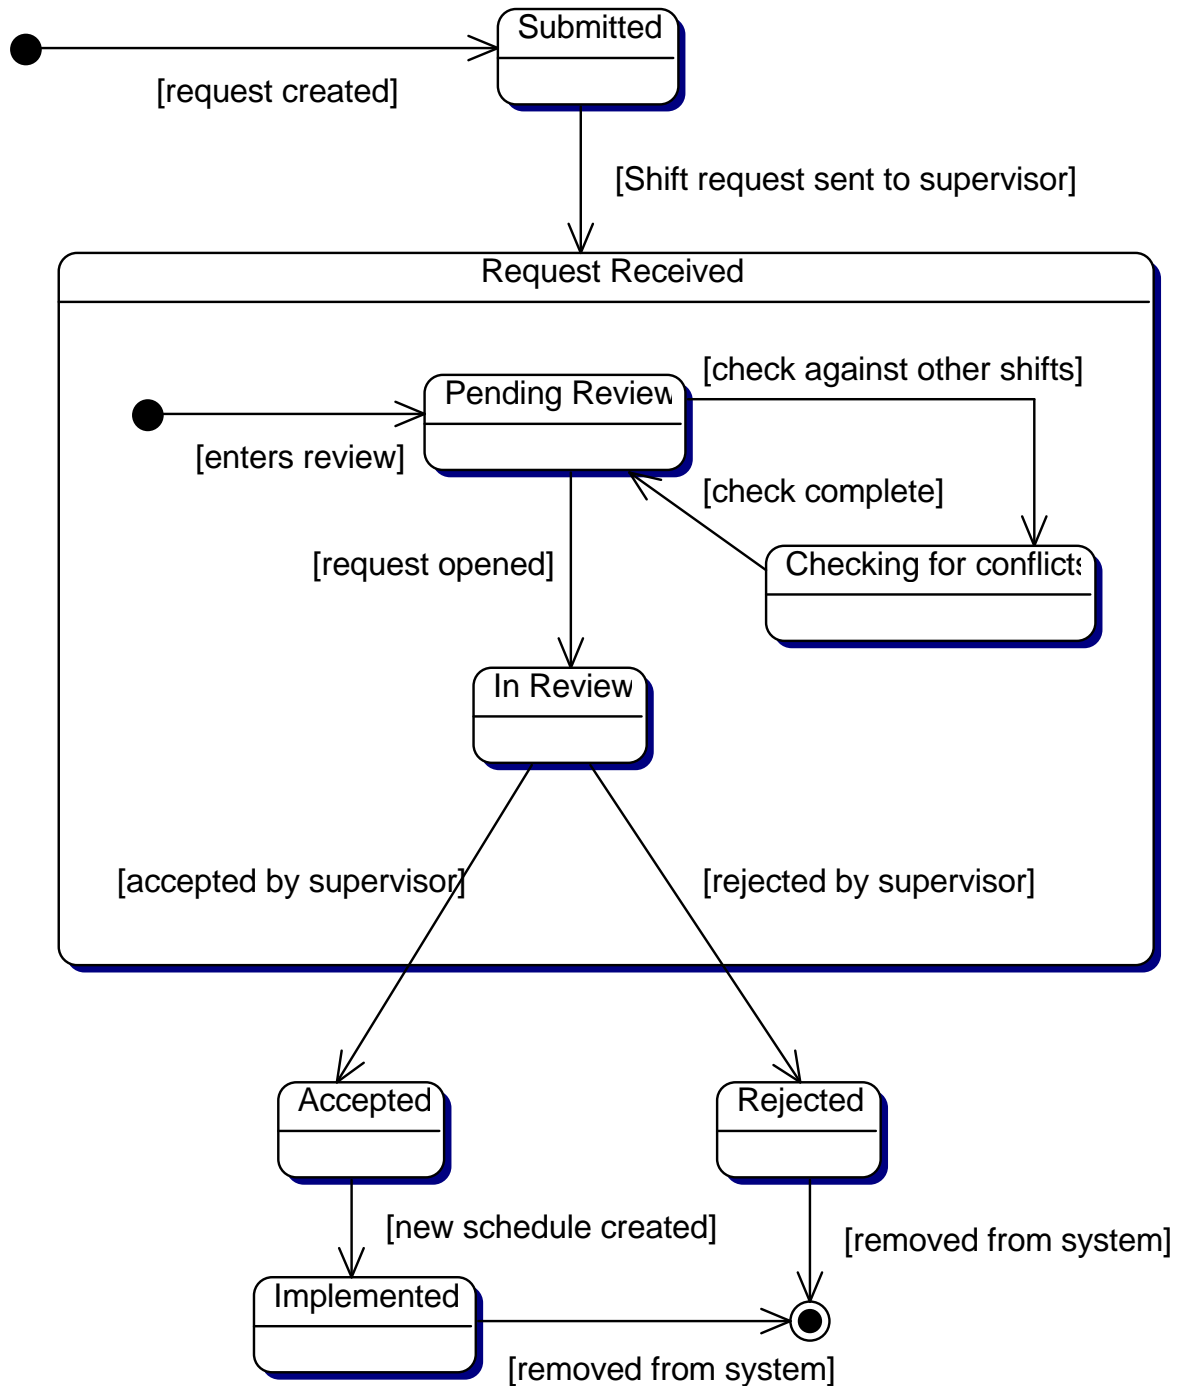 Submitted
[request created]
[Shift request sent to supervisor]
Request Received
[check against other shifts]
Pending Review
[enters review]
[check complete]
[request opened]
Checking for conflicts
In Review
[accepted by supervisor]
[rejected by supervisor]
Accepted
Rejected
[new schedule created]
[removed from system]
Implemented
[removed from system]